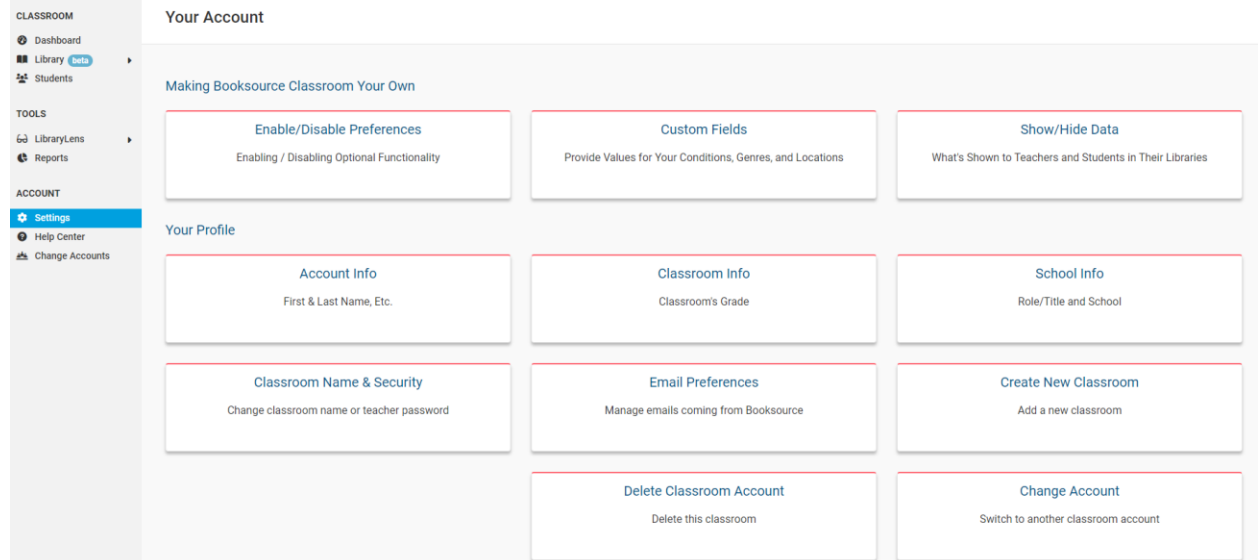 CLASSROOM
Dashboard
Library beta
Students
TOOLS
LibraryLens
Reports
ACCOUNT
Settings
Help Center
Change Accounts
Your Account
Making Booksource Classroom Your Own
Enable/Disable Preferences
Enabling / Disabling Optional Functionality
Custom Fields
Provide Values for Your Conditions, Genres, and Locations
Show/Hide Data
What's Shown to Teachers and Students in Their Libraries
Your Profile
Account Info
First & Last Name, Etc.
Classroom Info
Classroom's Grade
School Info
Role/Title and School
Classroom Name & Security
Change classroom name or teacher password
Email Preferences
Manage emails coming from Booksource
Create New Classroom
Add a new classroom
Delete Classroom Account
Delete this classroom
Change Account
Switch to another classroom account